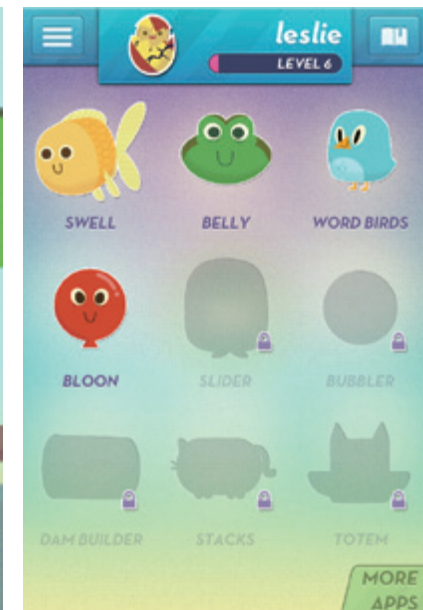 leslie
LEVEL 6
SWELL BELLY WORD BIRDS
BLOON SLIDER BUBBLER
DAM BUILDER STACKS TOTEM
MORE
APPS